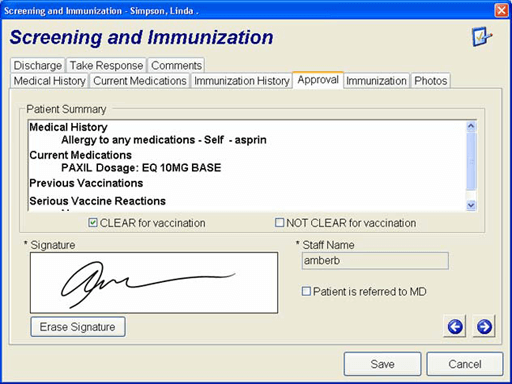 Screening and Immunization - Simpson, Linda .
Screening and Immunization
Discharge Take Response Comments
Medical History Current Medications Immunization History Approval Immunization Photos
Patient Summary
Medical History
Allergy to any medications - Self - asprin
Current Medications
PAXIL Dosage: EQ 10MG BASE
Previous Vaccinations
Serious Vaccine Reactions
CLEAR for vaccination NOT CLEAR for vaccination
* Signature * Staff Name
amberb
Patient is referred to MD
Erase Signature
Save Cancel